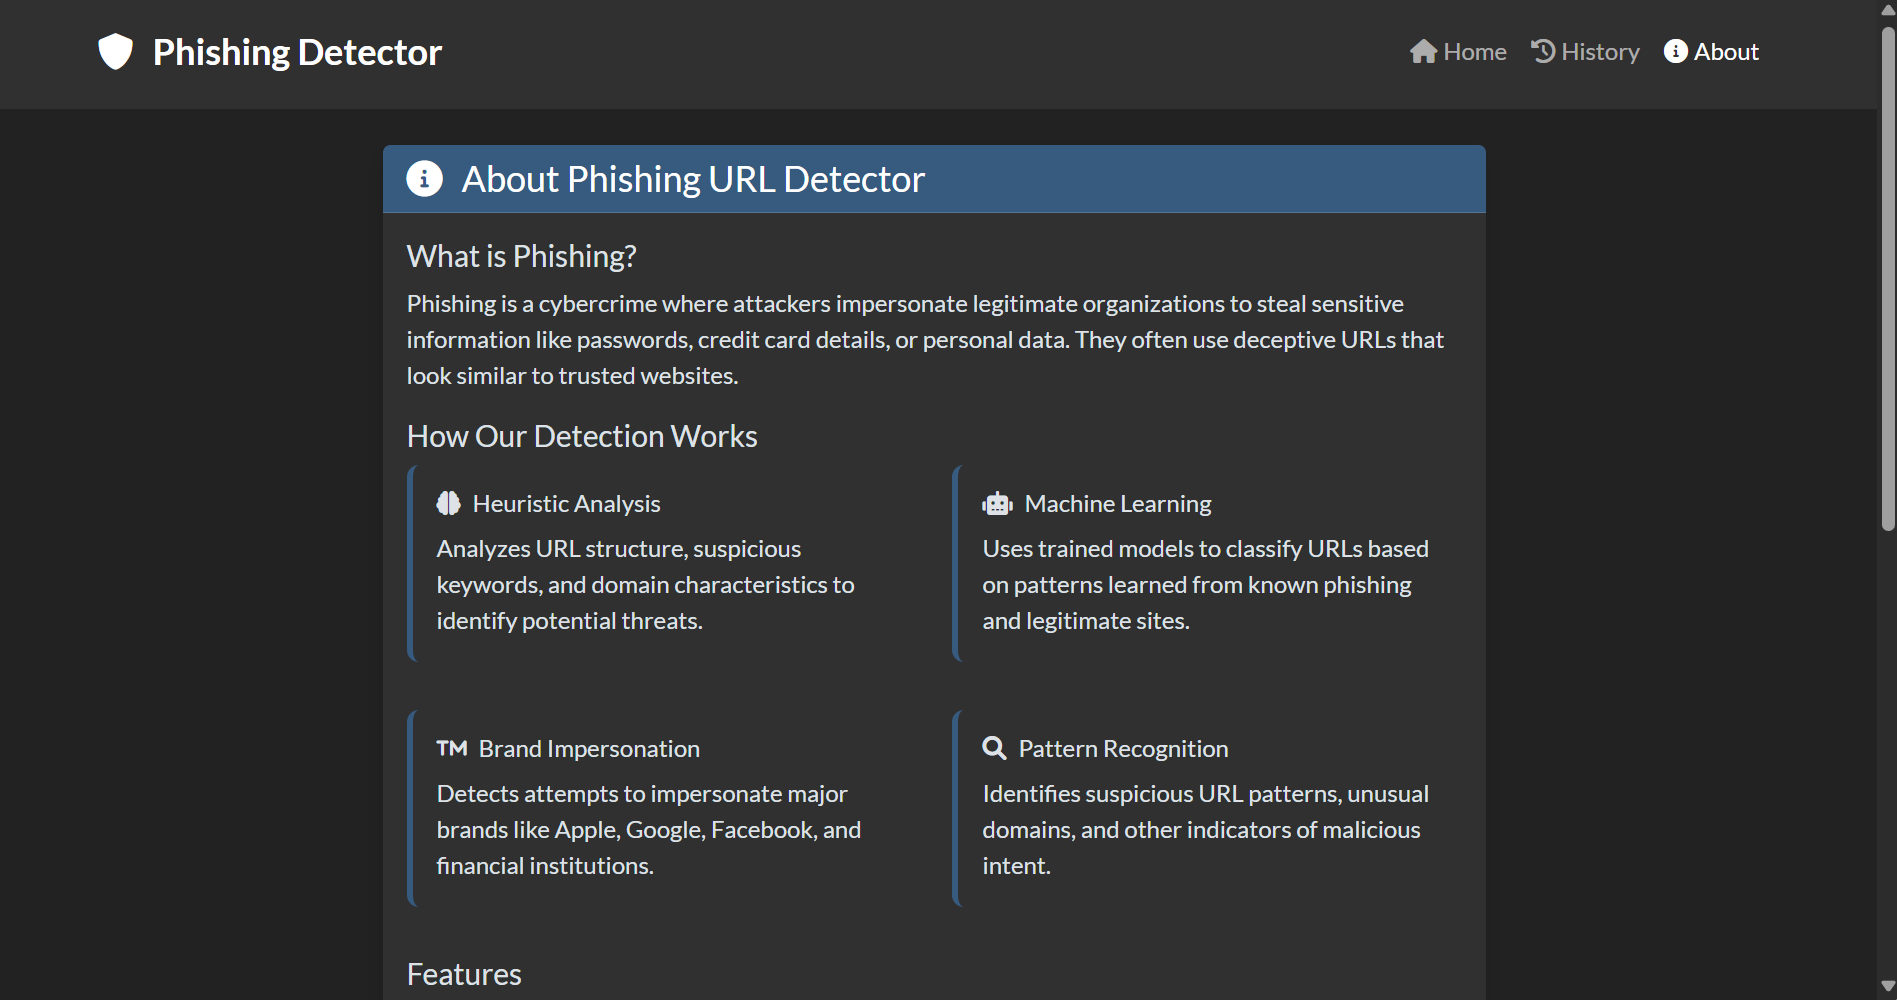 Phishing Detector
Home
History
About
About Phishing URL Detector
What is Phishing?
Phishing is a cybercrime where attackers impersonate legitimate organizations to steal sensitive
information like passwords, credit card details, or personal data. They often use deceptive URLs that
look similar to trusted websites.
How Our Detection Works
Heuristic Analysis
Analyzes URL structure, suspicious
keywords, and domain characteristics to
identify potential threats.
Machine Learning
Uses trained models to classify URLs based
on patterns learned from known phishing
and legitimate sites.
TM Brand Impersonation
Detects attempts to impersonate major
brands like Apple, Google, Facebook, and
financial institutions.
Pattern Recognition
Identifies suspicious URL patterns, unusual
domains, and other indicators of malicious
intent.
Features